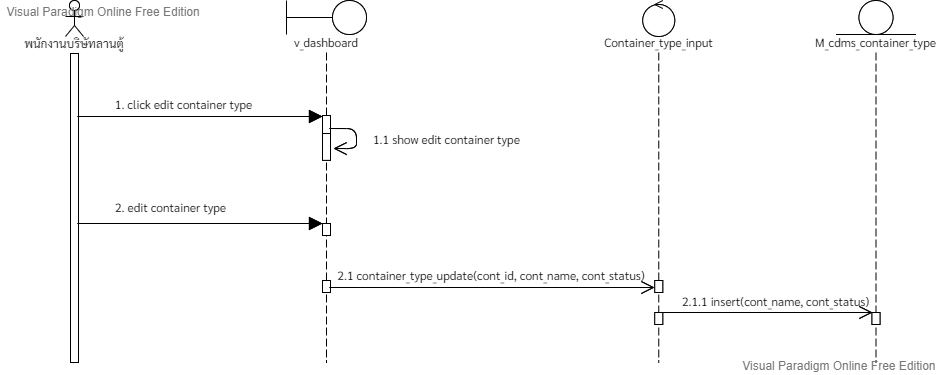 Visual Paradigm Online Free Edition
พนักงานบริษัทลานตู้
v_dashboard
Container_type_input
M_cdms_container_type
1. click edit container type
1.1 show edit container type
2. edit container type
2.1 container_type_update(cont_id, cont_name, cont_status)
2.1.1 insert(cont_name, cont_status)
Visual Paradigm Online Free Edition